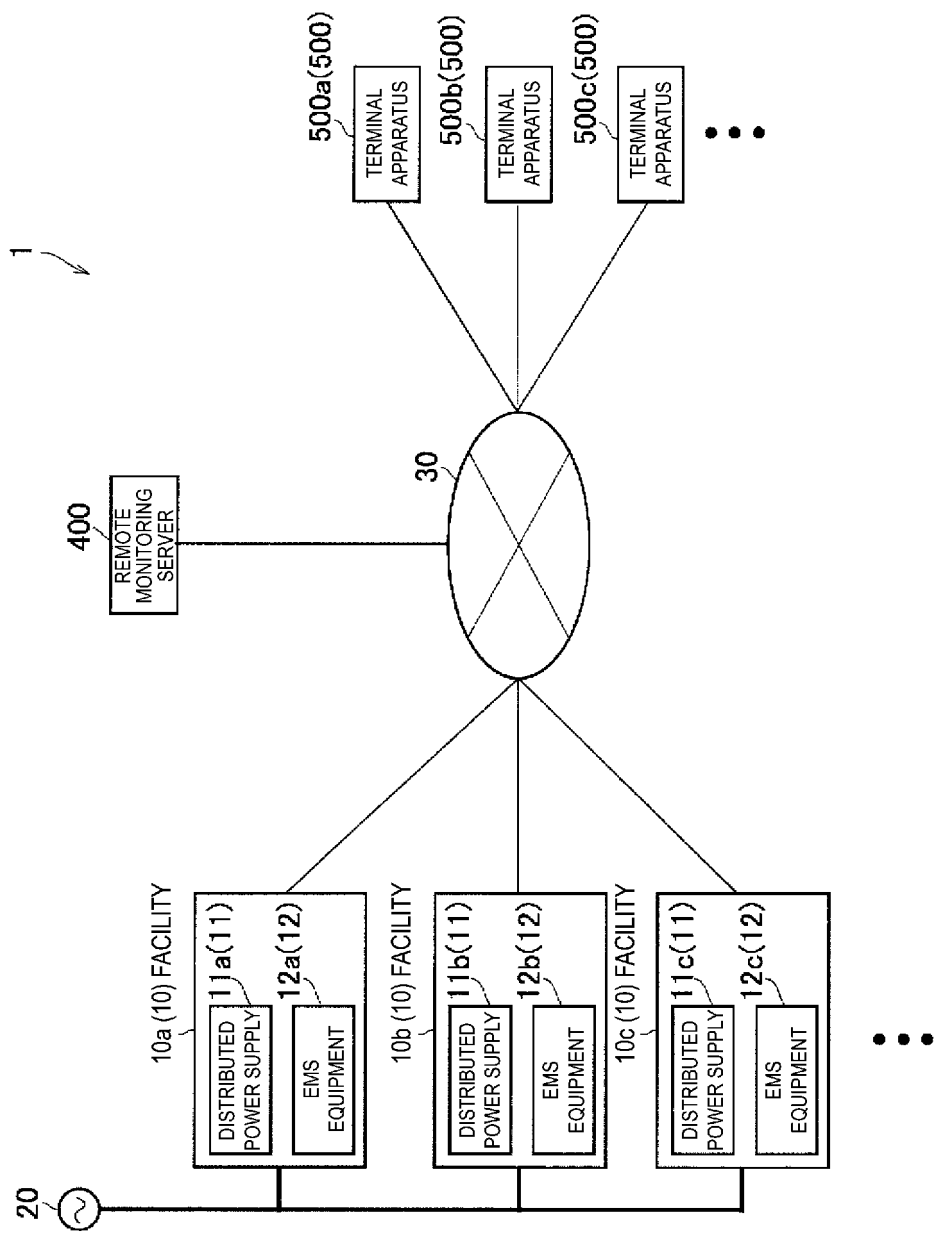 1
400
REMOTE
MONITORING
SERVER
20
30
10a (10) FACILITY
11a(11)
DISTRIBUTED
POWER SUPPLY
12a(12)
EMS
EQUIPMENT
10b (10) FACILITY
11b(11)
DISTRIBUTED
POWER SUPPLY
12b(12)
EMS
EQUIPMENT
10c (10) FACILITY
11c(11)
DISTRIBUTED
POWER SUPPLY
12c(12)
EMS
EQUIPMENT
500a(500)
TERMINAL
APPARATUS
500b(500)
TERMINAL
APPARATUS
500c(500)
TERMINAL
APPARATUS